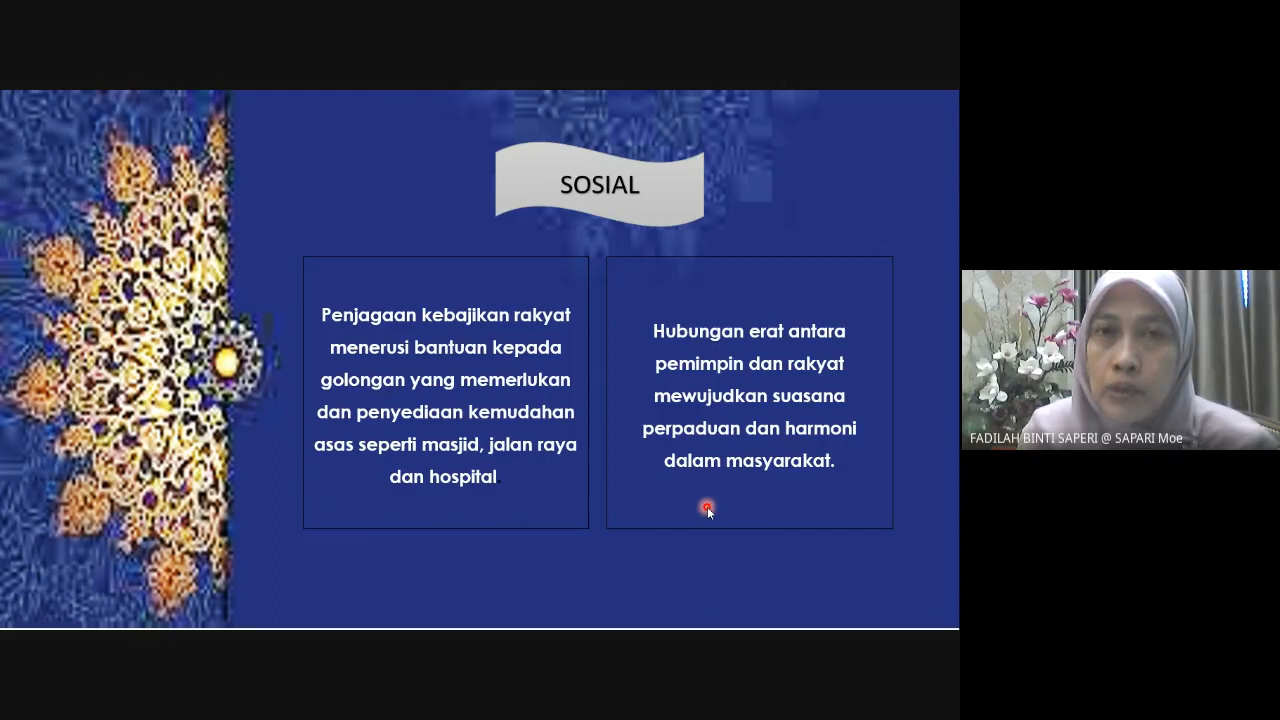 SOSIAL
Penjagaan kebajikan rakyat
menerusi bantuan kepada
golongan yang memerlukan
dan penyediaan kemudahan
asas seperti masjid, jalan raya
dan hospital.
Hubungan erat antara
pemimpin dan rakyat
mewujudkan suasana
perpaduan dan harmoni
dalam masyarakat.
FADILAH BINTI SAPERI @ SAPARI Moe